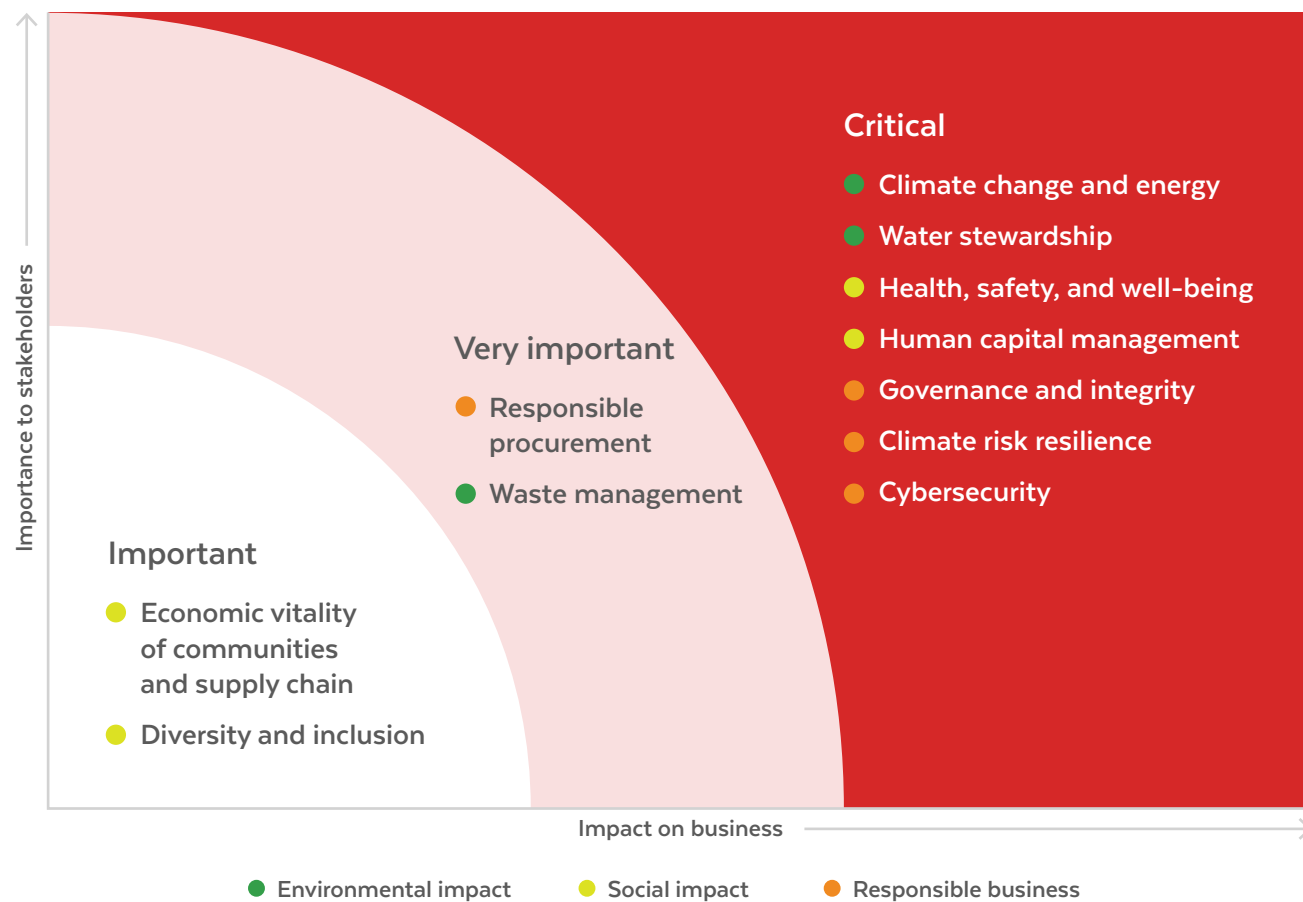 Importance to stakeholders
Critical
Climate change and energy
Water stewardship
Health, safety, and well-being
Human capital management
Governance and integrity
Climate risk resilience
Cybersecurity
Very important
Responsible
procurement
Waste management
Important
Economic vitality
of communities
and supply chain
Diversity and inclusion
Impact on business
Environmental impact
Social impact
Responsible business